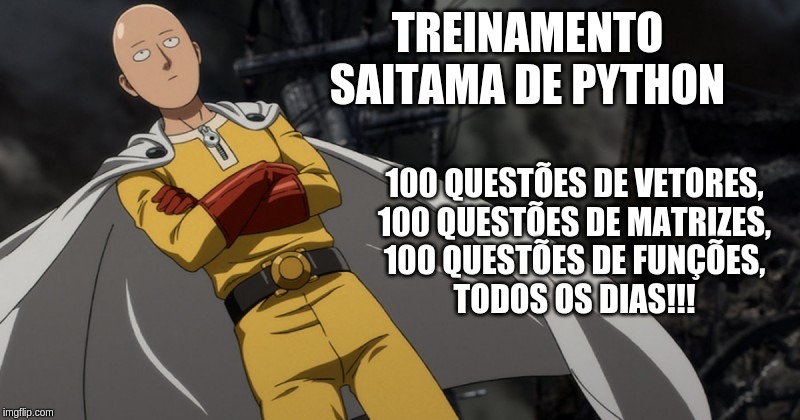 TREINAMENTO
SAITAMA DE PYTHON
100 QUESTÕES DE VETORES,
100 QUESTÕES DE MATRIZES,
100 QUESTÕES DE FUNÇÕES,
TODOS OS DIAS!!!
imgflip.com